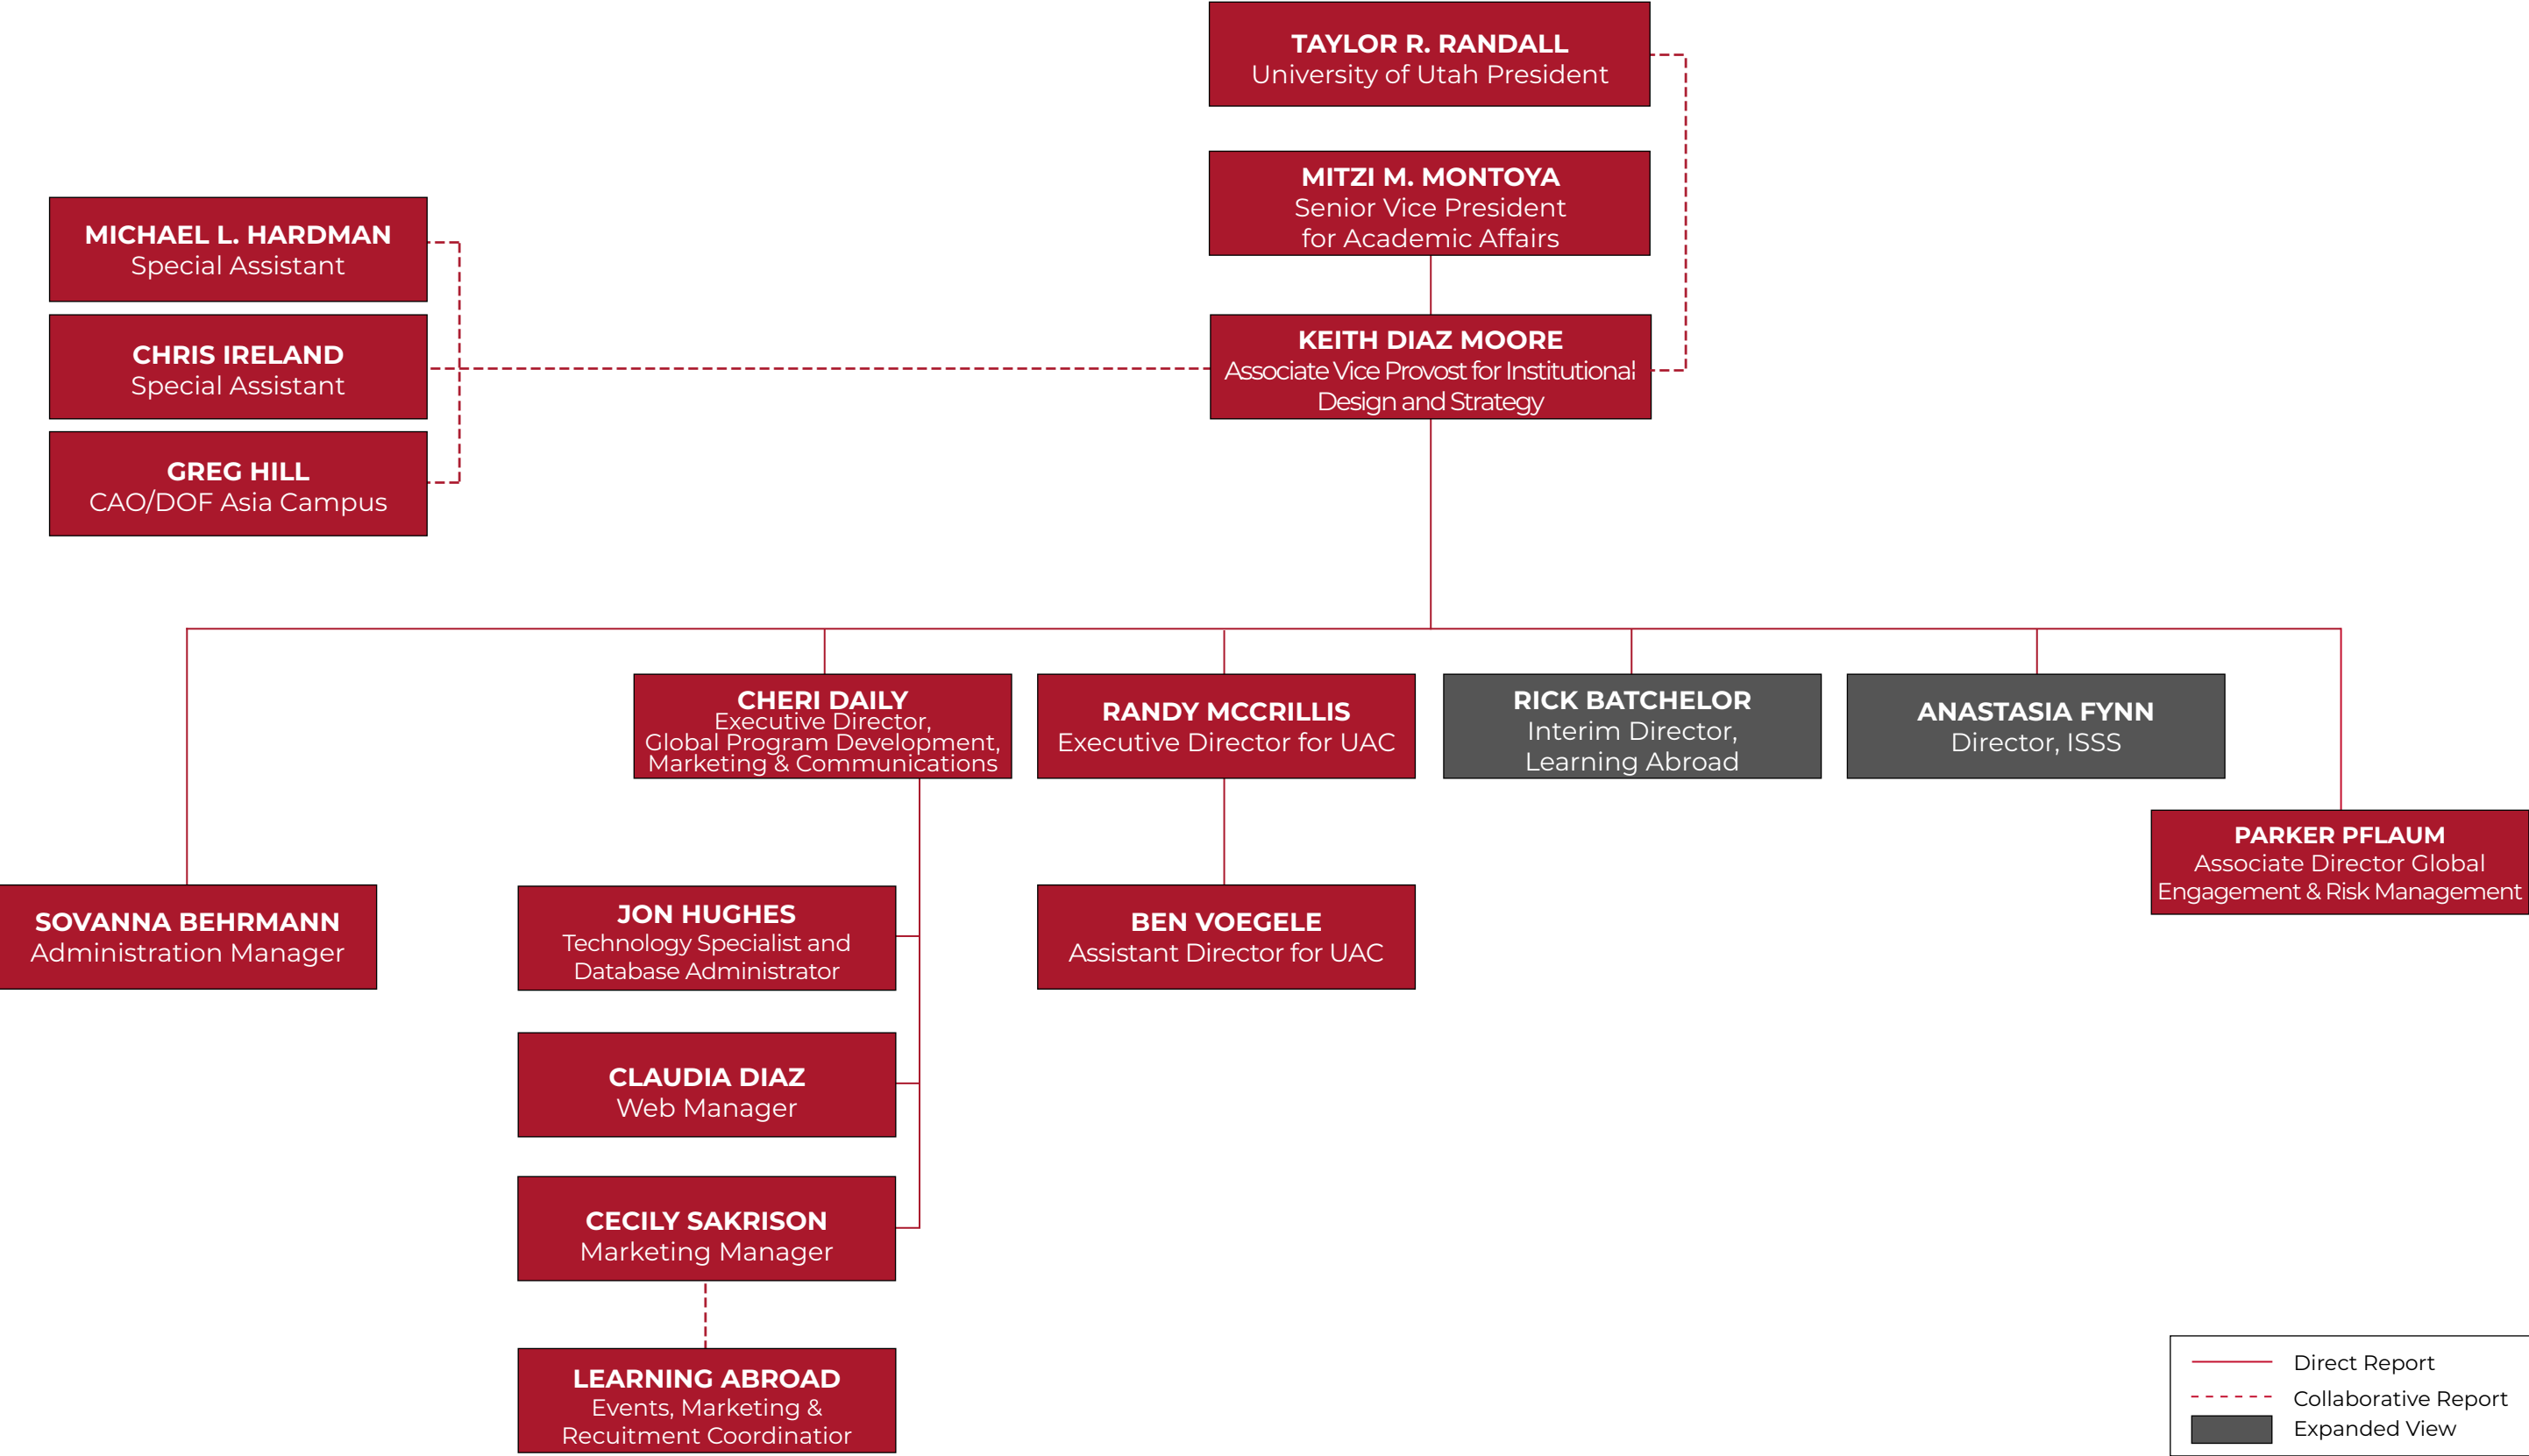 TAYLOR R. RANDALL
University of Utah President
MITZI M. MONTOYA
Senior Vice President
for Academic Affairs
MICHAEL L. HARDMAN
Special Assistant
CHRIS IRELAND
Special Assistant
GREG HILL
CAO/DOF Asia Campus
KEITH DIAZ MOORE
Associate Vice Provost for Institutional
Design and Strategy
CHERI DAILY
Executive Director,
Global Program Development,
Marketing & Communications
RANDY MCCRILLIS
Executive Director for UAC
RICK BATCHELOR
Interim Director,
Learning Abroad
ANASTASIA FYNN
Director, ISSS
PARKER PFLAUM
Associate Director Global
Engagement & Risk Management
SOVANNA BEHRMANN
Administration Manager
JON HUGHES
Technology Specialist and
Database Administrator
BEN VOEGELE
Assistant Director for UAC
CLAUDIA DIAZ
Web Manager
CECILY SAKRISON
Marketing Manager
LEARNING ABROAD
Events, Marketing &
Recuitment Coordinatior
Direct Report
Collaborative Report
Expanded View